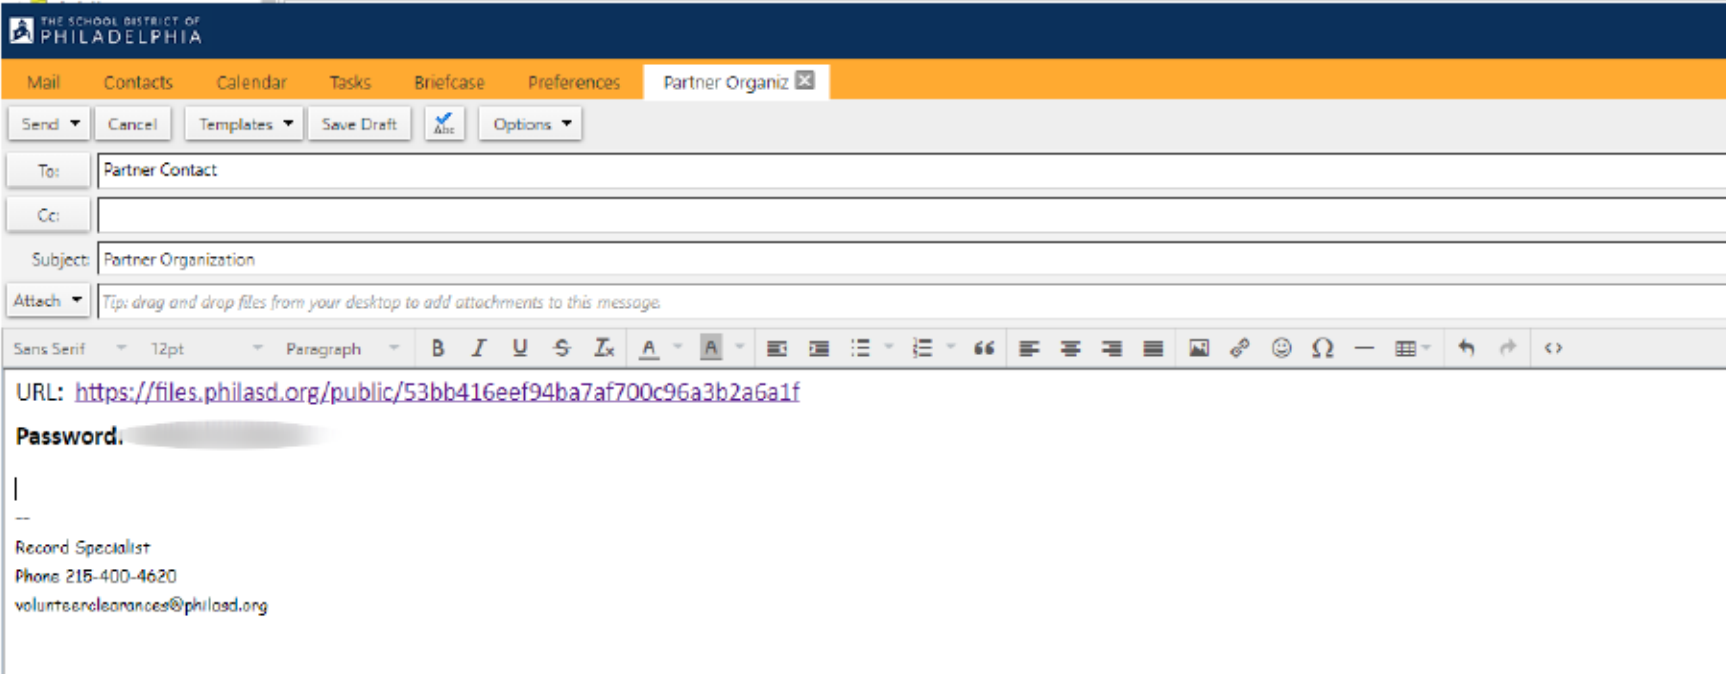 THE SCHOOL DISTRICT OF
PHILADELPHIA
Mail Contacts Calendar Tasks Briefcase Preferences Partner Organiz
Send Cancel Templates Save Draft Abc Options
To: Partner Contact
Cc:
Subject: Partner Organization
Attach Tip: drag and drop files from your desktop to add attachments to this message.
Sans Serif 12pt Paragraph B I U S Ix A A
URL: https://files.philasd.org/public/53bb416eef94ba7af700c96a3b2a6a1f
Password:
--
Record Specialist
Phone 215-400-4620
volunteerclearances@philasd.org